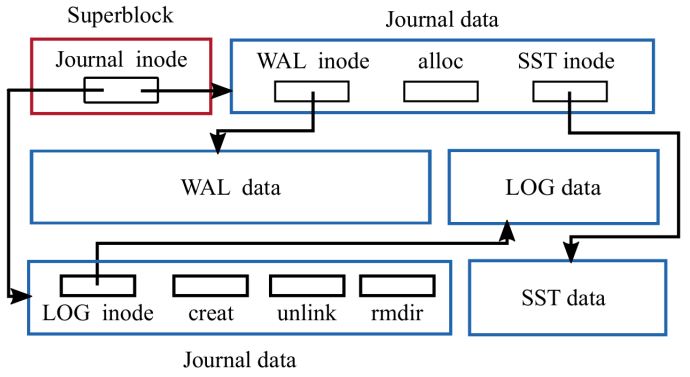 Superblock
Journal data
Journal inode
WAL inode
alloc
SST inode
WAL data
LOG data
LOG inode
creat
unlink
rmdir
SST data
Journal data